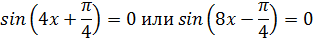 sin(4x + π/4) = 0 или sin(8x − π/4) = 0